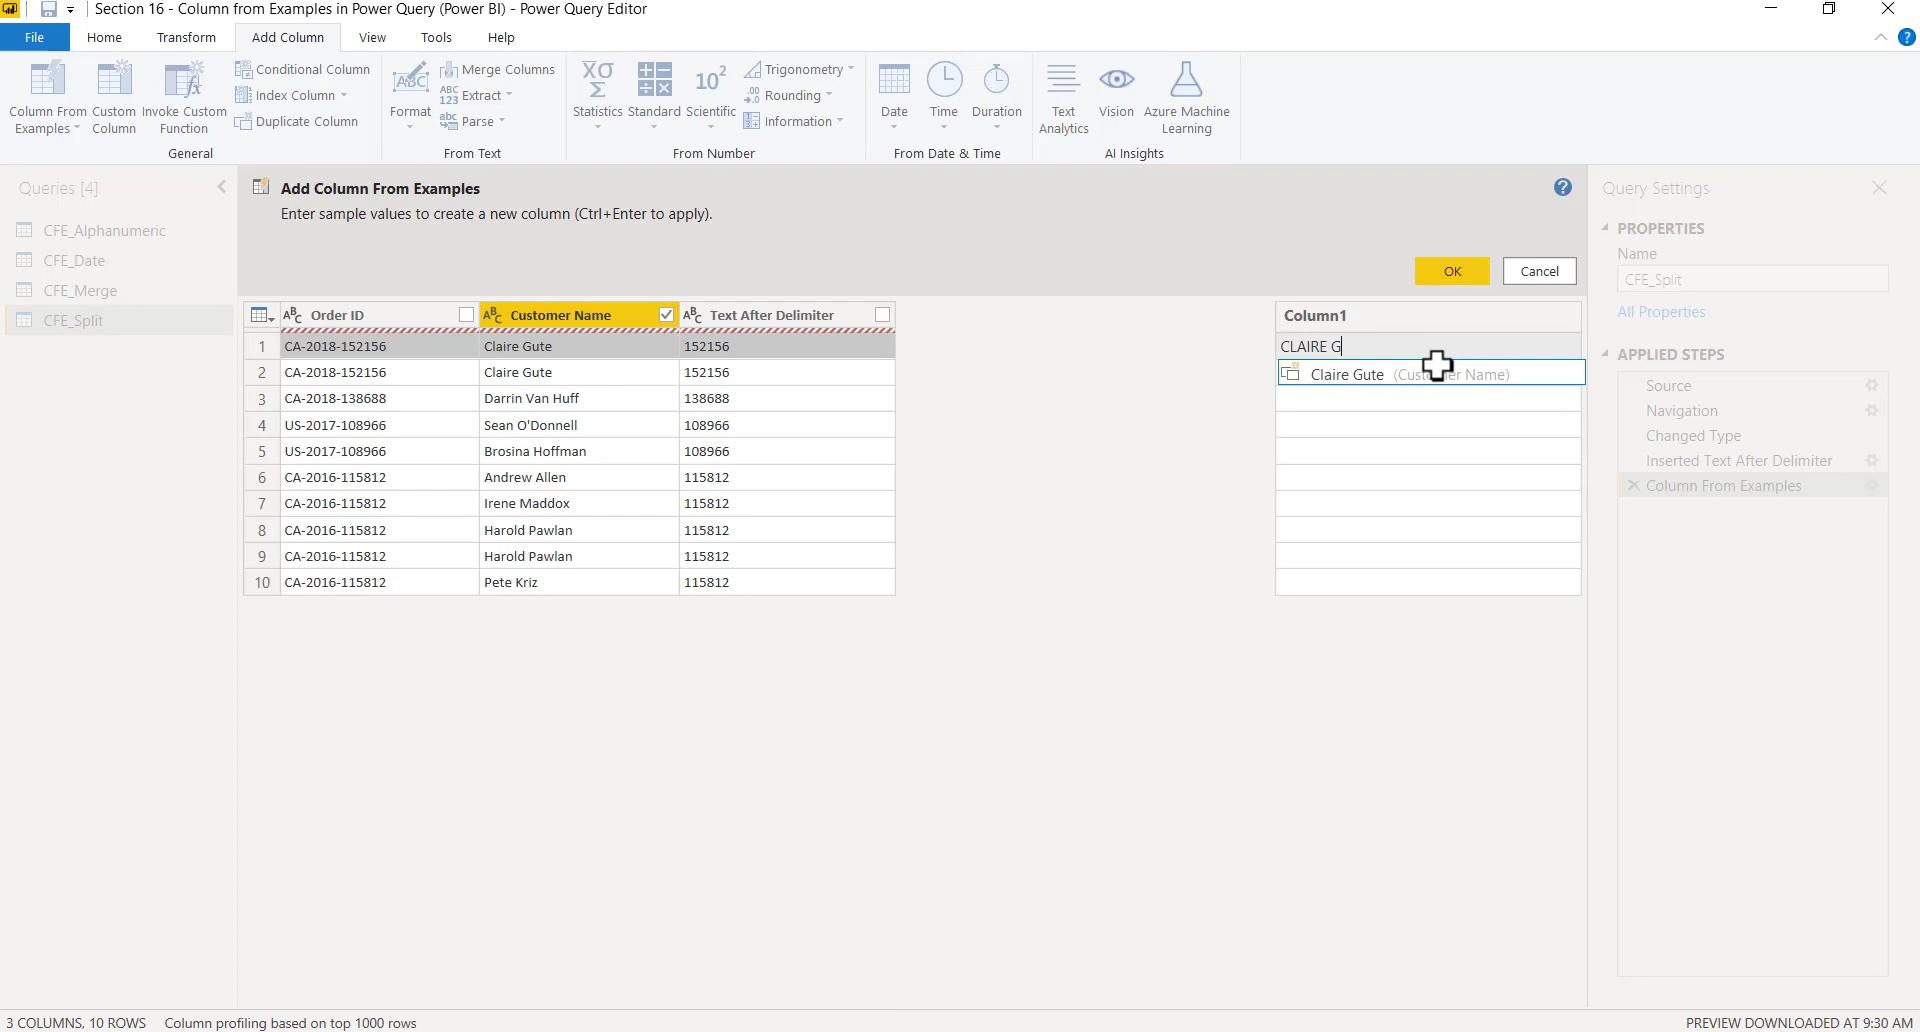 Section 16 - Column from Examples in Power Query (Power BI) - Power Query Editor
File Home Transform Add Column View Tools Help
Column From Examples
Custom Column
Invoke Custom Function
Conditional Column
Index Column
Duplicate Column
General
Format
Merge Columns
Extract
Parse
From Text
Statistics
Standard
Scientific
Trigonometry
Rounding
Information
From Number
Date
Time
Duration
From Date & Time
Text Analytics
Vision
Azure Machine Learning
AI Insights
Queries [4]
CFE_Alphanumeric
CFE_Date
CFE_Merge
CFE_Split
Add Column From Examples
Enter sample values to create a new column (Ctrl+Enter to apply).
OK Cancel
Order ID Customer Name Text After Delimiter Column1
1 CA-2018-152156 Claire Gute 152156 CLAIRE G
2 CA-2018-152156 Claire Gute 152156 Claire Gute
3 CA-2018-138688 Darrin Van Huff 138688
4 US-2017-108966 Sean O'Donnell 108966
5 US-2017-108966 Brosina Hoffman 108966
6 CA-2016-115812 Andrew Allen 115812
7 CA-2016-115812 Irene Maddox 115812
8 CA-2016-115812 Harold Pawlan 115812
9 CA-2016-115812 Harold Pawlan 115812
10 CA-2016-115812 Pete Kriz 115812
Query Settings
PROPERTIES
Name
CFE_Split
All Properties
APPLIED STEPS
Source
Navigation
Changed Type
Inserted Text After Delimiter
Column From Examples
3 COLUMNS, 10 ROWS Column profiling based on top 1000 rows
PREVIEW DOWNLOADED AT 9:30 AM